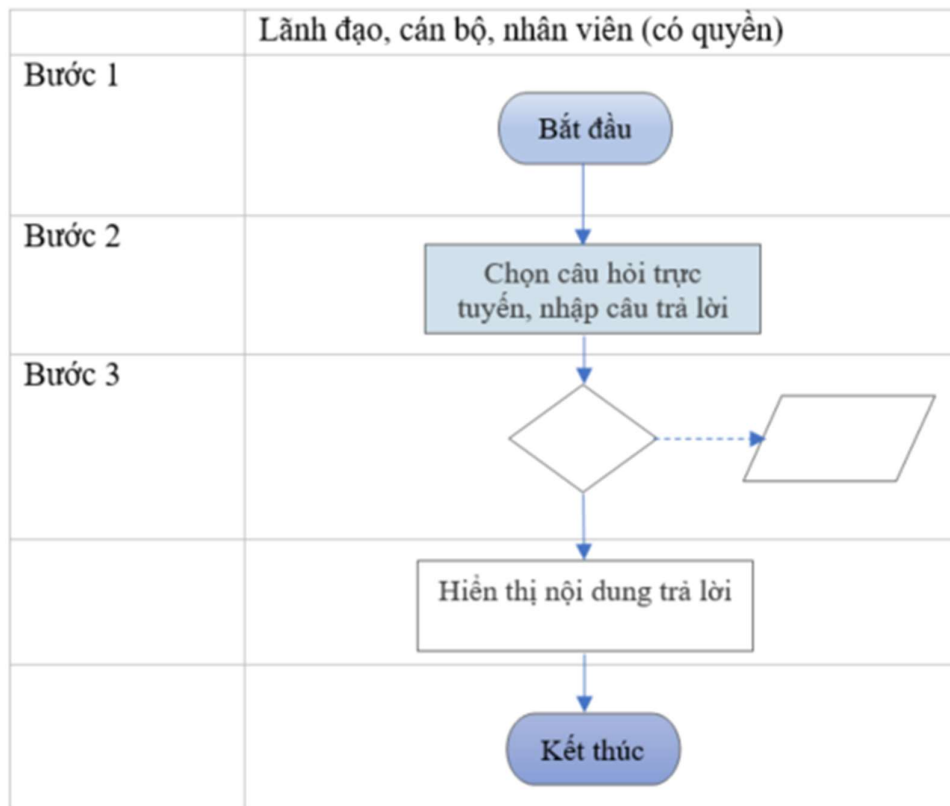 Lãnh đạo, cán bộ, nhân viên (có quyền)
Bước 1
Bắt đầu
Bước 2
Chọn câu hỏi trực
tuyến, nhập câu trả lời
Bước 3
Hiển thị nội dung trả lời
Kết thúc